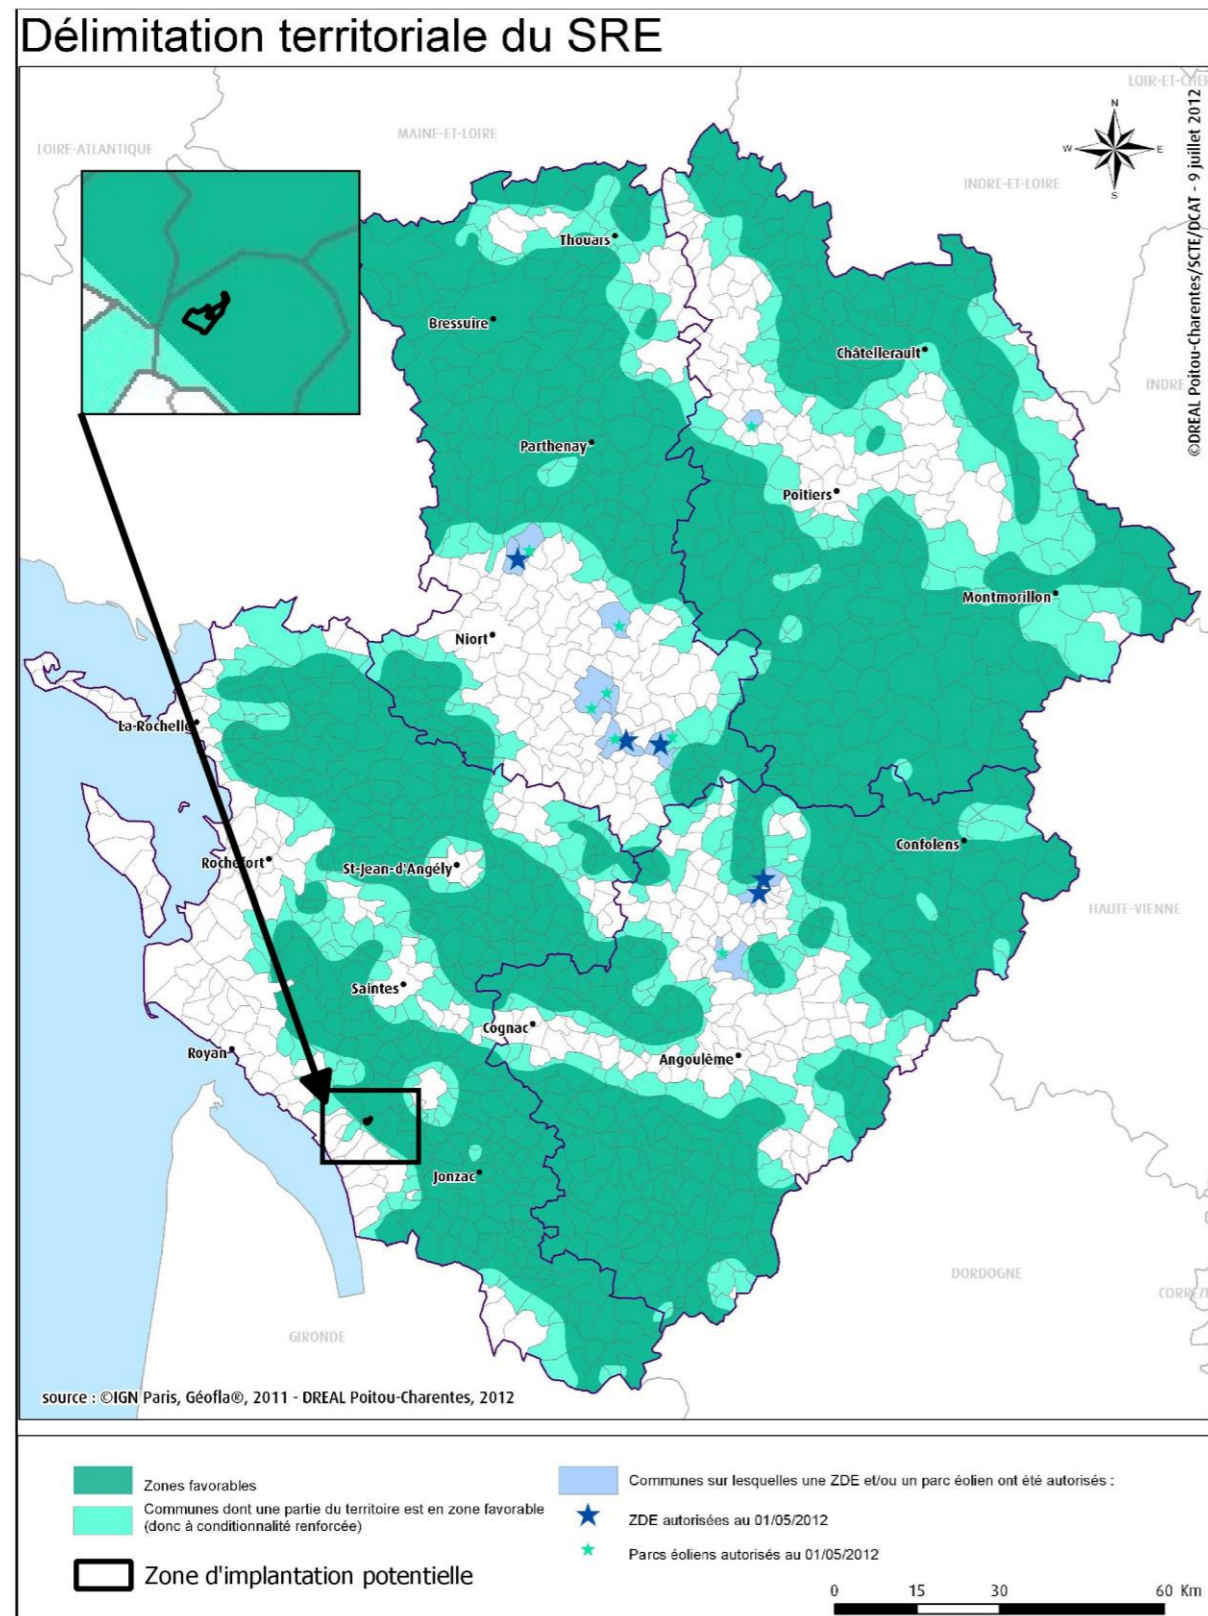 Délimitation territoriale du SRE
LOIR-ET-CHER
MAINE-ET-LOIRE
LOIRE-ATLANTIQUE
N
W
E
S
INDRE-ET-LOIRE
©DREAL Poitou-Charentes/SCTE/DCAT - 9 juillet 2012
Thouars
Bressuire
Châtellerault
INDRE
Parthenay
Poitiers
Montmorillon
Niort
La-Rochelle
Confolens
Rochefort
St-Jean-d'Angély
HAUTE-VIENNE
Saintes
Cognac
Royan
Angoulême
Jonzac
DORDOGNE
GIRONDE
source : ©IGN Paris, Géofla®, 2011 - DREAL Poitou-Charentes, 2012
Zones favorables
Communes dont une partie du territoire est en zone favorable
(donc à conditionnalité renforcée)
Zone d'implantation potentielle
Communes sur lesquelles une ZDE et/ou un parc éolien ont été autorisés :
ZDE autorisées au 01/05/2012
Parcs éoliens autorisés au 01/05/2012
0 15 30 60 Km